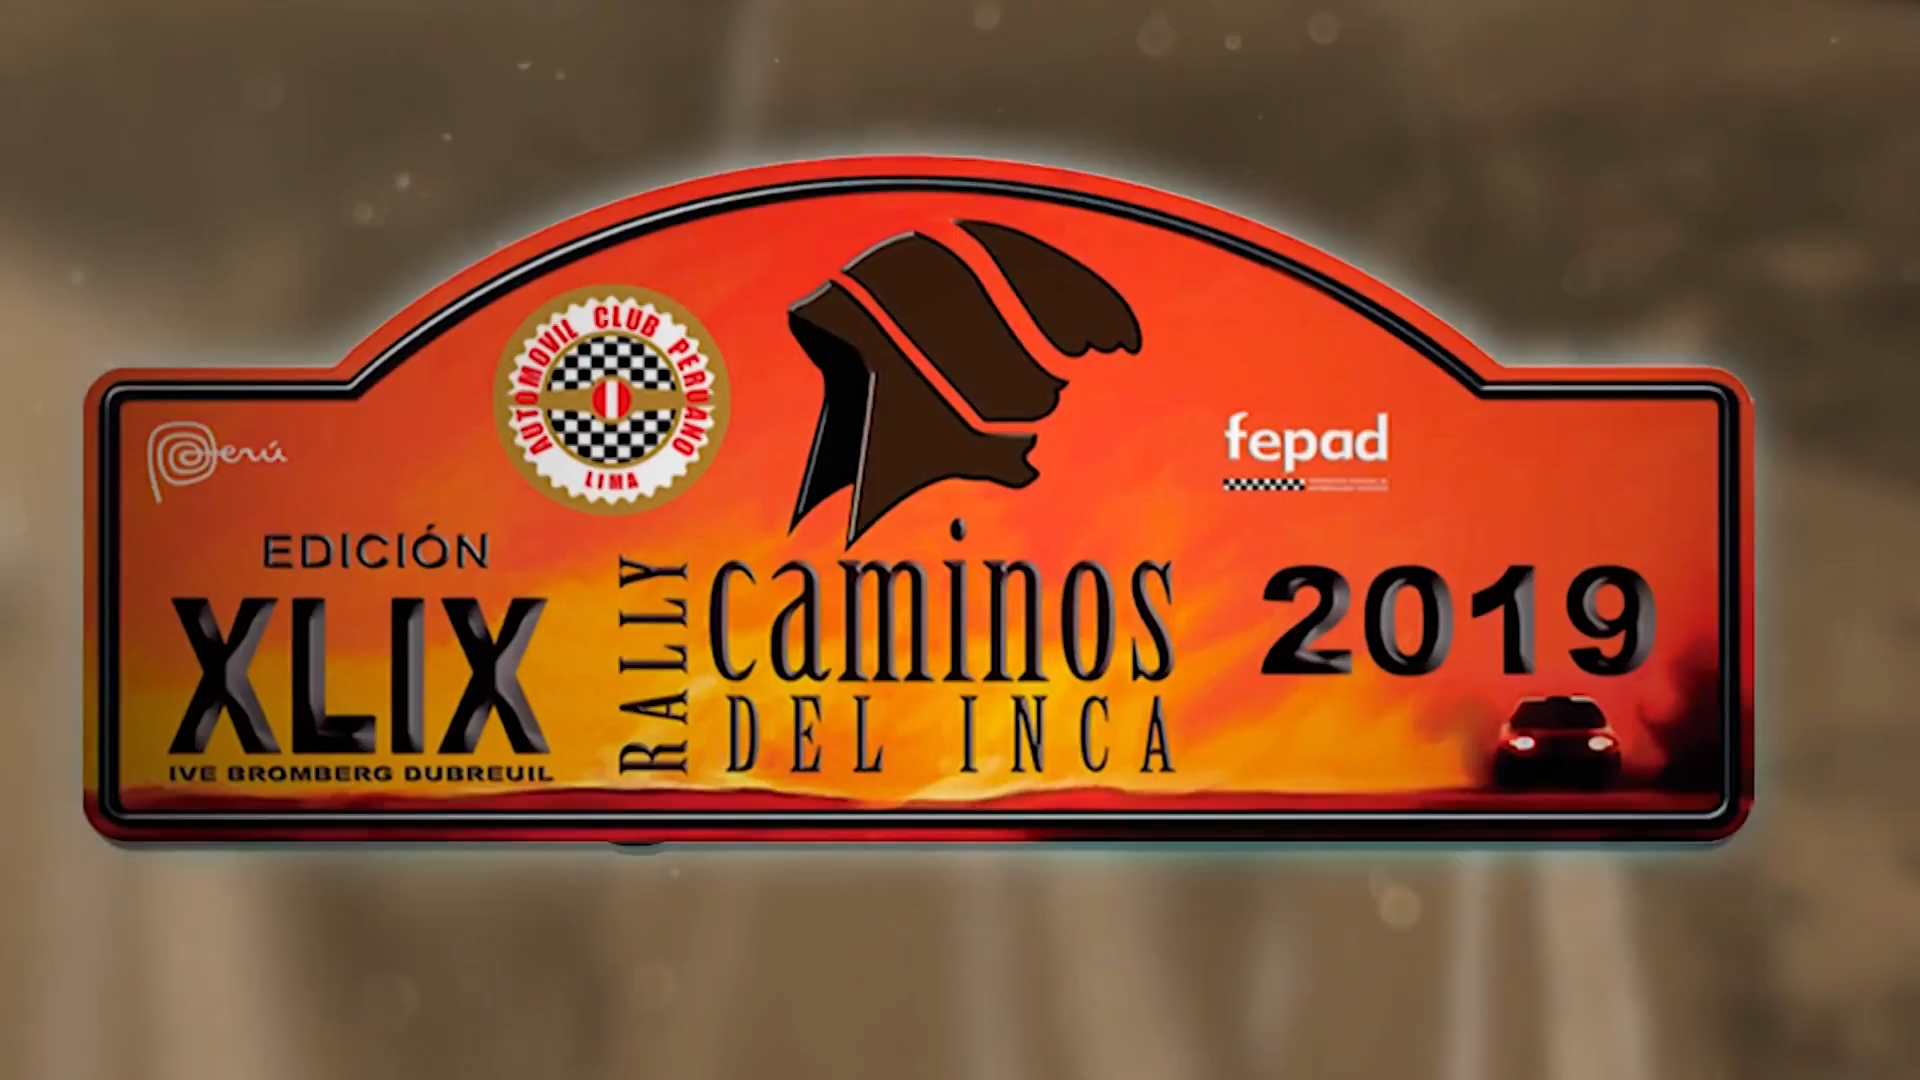 AUTOMOVIL CLUB PERUANO
LIMA
Perú
fepad
EDICIÓN
XLIX
IVE BROMBERG DUBREUIL
RALLY
caminos
DEL INCA
2019